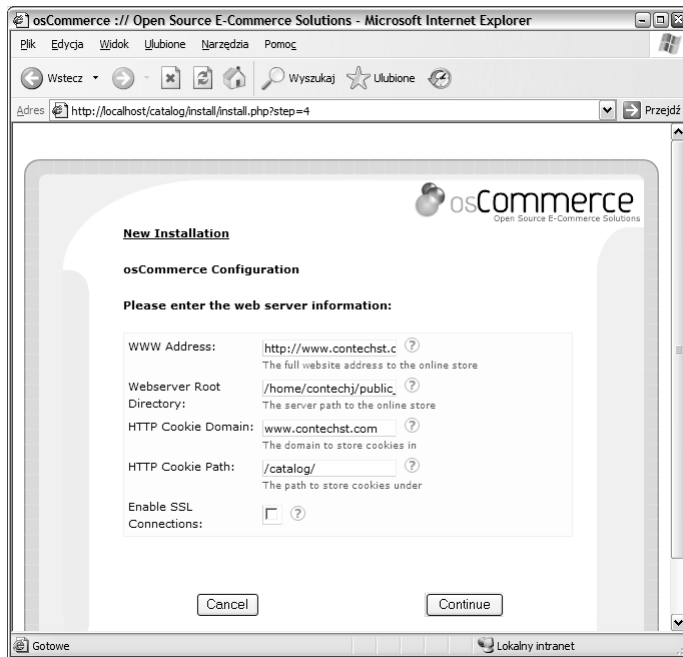 osCommerce :// Open Source E-Commerce Solutions - Microsoft Internet Explorer
Plik Edycja Widok Ulubione Narzędzia Pomoc
Wstecz Wyszukaj Ulubione
Adres http://localhost/catalog/install/install.php?step=4 Przejdź
osCommerce
Open Source E-Commerce Solutions
New Installation
osCommerce Configuration
Please enter the web server information:
WWW Address: http://www.contechst.c ?
The full website address to the online store
Webserver Root Directory: /home/contechj/public_ ?
The server path to the online store
HTTP Cookie Domain: www.contechst.com ?
The domain to store cookies in
HTTP Cookie Path: /catalog/ ?
The path to store cookies under
Enable SSL Connections: ?
Cancel Continue
Gotowe Lokalny intranet